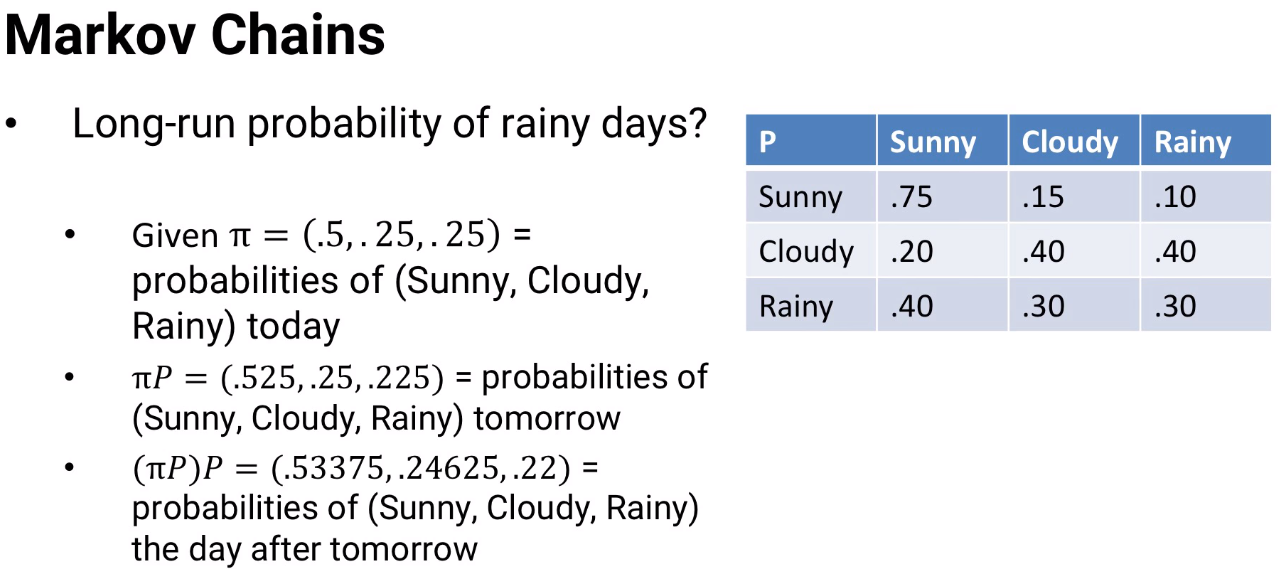 Markov Chains
• Long-run probability of rainy days?
• Given π = (.5, . 25, . 25) =
probabilities of (Sunny, Cloudy,
Rainy) today
• πP = (.525, .25, .225) = probabilities of
(Sunny, Cloudy, Rainy) tomorrow
• (πP)P = (.53375, .24625, .22) =
probabilities of (Sunny, Cloudy, Rainy)
the day after tomorrow
P Sunny Cloudy Rainy
Sunny .75 .15 .10
Cloudy .20 .40 .40
Rainy .40 .30 .30